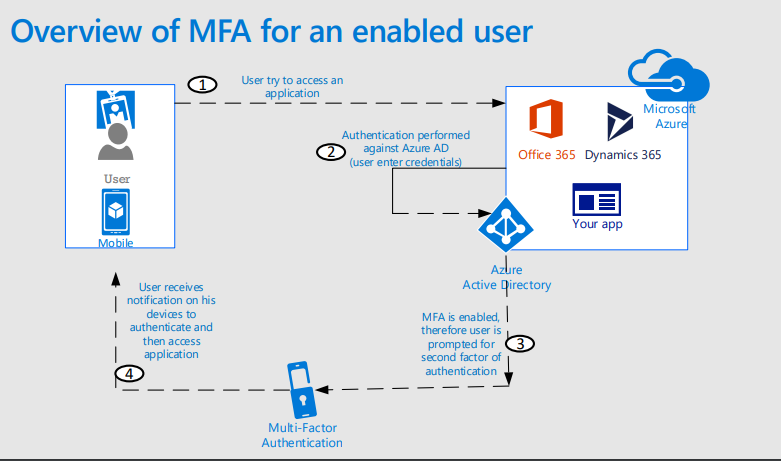 Overview of MFA for an enabled user
1
User try to access an
application
Microsoft
Azure
Office 365
Dynamics 365
Your app
User
Mobile
2
Authentication performed
against Azure AD
(user enter credentials)
Azure
Active Directory
MFA is enabled,
therefore user is
prompted for
second factor of
authentication
3
User receives
notification on his
devices to
authenticate and
then access
application
4
Multi-Factor
Authentication